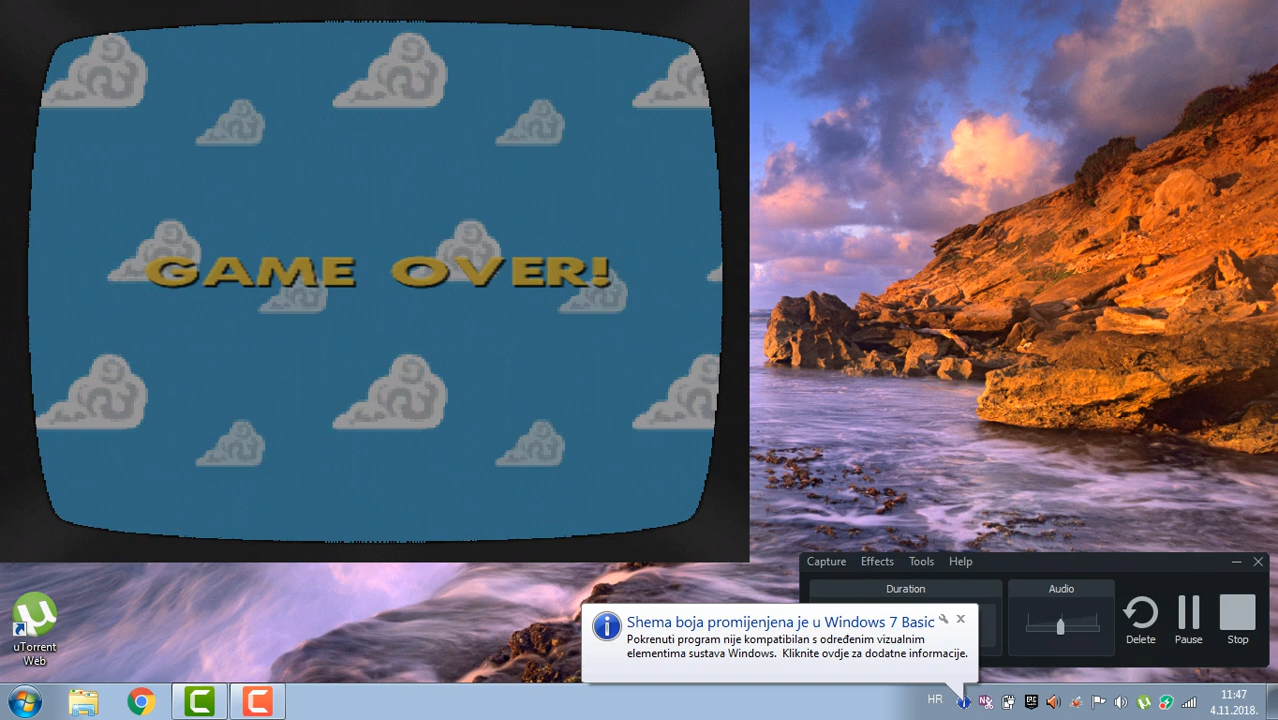 GAME OVER!
Capture Effects Tools Help
Duration
Audio
Delete
Pause
Stop
Shema boja promijenjena je u Windows 7 Basic
Pokrenuti program nije kompatibilan s određenim vizualnim
elementima sustava Windows. Kliknite ovdje za dodatne informacije.
uTorrent
Web
HR
11:47
4.11.2018.